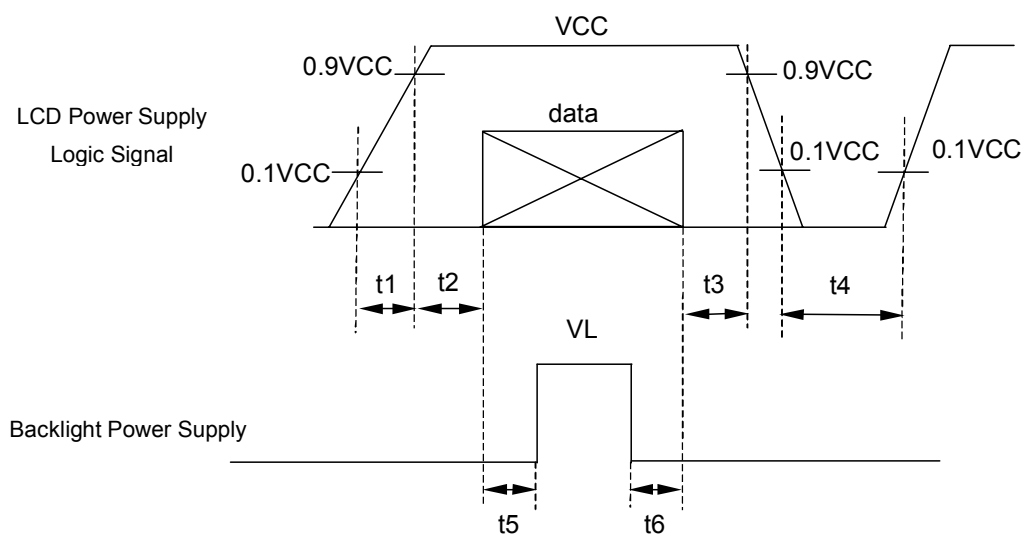 VCC
0.9VCC
0.9VCC
LCD Power Supply
Logic Signal
data
0.1VCC
0.1VCC
0.1VCC
t1
t2
t3
t4
VL
Backlight Power Supply
t5
t6